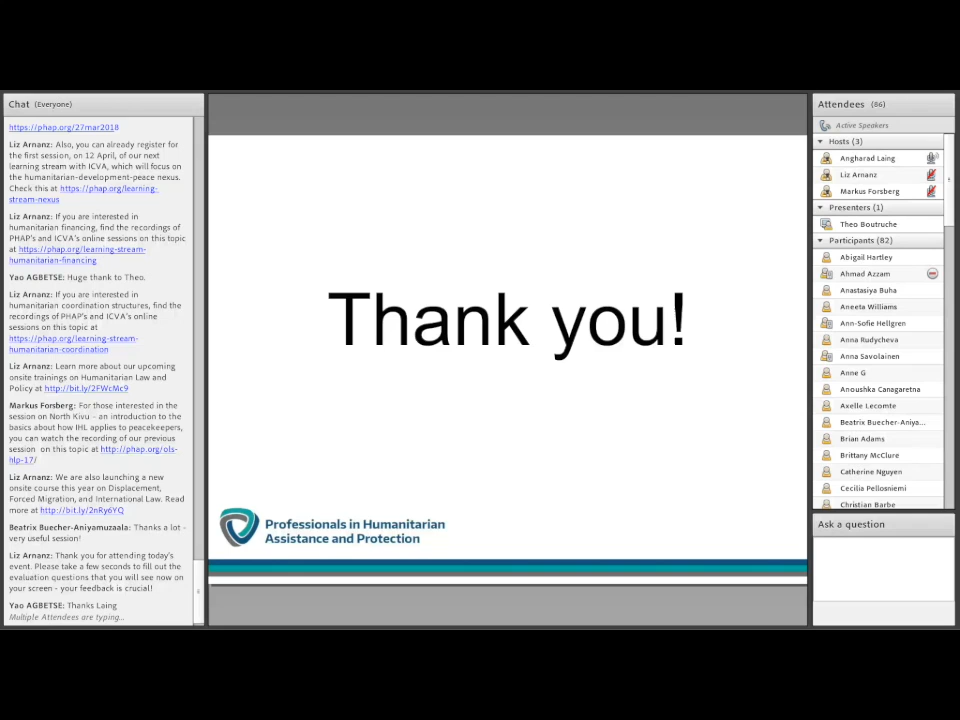 Chat (Everyone)
https://phap.org/27mar2018
Liz Arnanz: Also, you can already register for
the first session, on 12 April, of our next
learning stream with ICVA, which will focus on
the humanitarian-development-peace nexus.
Check this at https://phap.org/learning-
stream-nexus
Liz Arnanz: If you are interested in
humanitarian financing, find the recordings of
PHAP's and ICVA's online sessions on this topic
at https://phap.org/learning-stream-
humanitarian-financing
Yao AGBETSE: Huge thank to Theo.
Liz Arnanz: If you are interested in
humanitarian coordination structures, find the
recordings of PHAP's and ICVA's online
sessions on this topic at
https://phap.org/learning-stream-
humanitarian-coordination
Liz Arnanz: Learn more about our upcoming
onsite trainings on Humanitarian Law and
Policy at http://bit.ly/2FWcMc9
Markus Forsberg: For those interested in the
session on North Kivu - an introduction to the
basics about how IHL applies to peacekeepers,
you can watch the recording of our previous
session on this topic at http://phap.org/ols-
hlp-17/
Liz Arnanz: We are also launching a new
onsite course this year on Displacement,
Forced Migration, and International Law. Read
more at http://bit.ly/2nRy6YQ
Beatrix Buecher-Aniyamuzaala: Thanks a lot -
very useful session!
Liz Arnanz: Thank you for attending today's
event. Please take a few seconds to fill out the
evaluation questions that you will see now on
your screen - your feedback is crucial!
Yao AGBETSE: Thanks Laing
Multiple Attendees are typing...
Thank you!
Professionals in Humanitarian
Assistance and Protection
Attendees (86)
Active Speakers
Hosts (3)
Angharad Laing
Liz Arnanz
Markus Forsberg
Presenters (1)
Theo Boutruche
Participants (82)
Abigail Hartley
Ahmad Azzam
Anastasiya Buha
Aneeta Williams
Ann-Sofie Hellgren
Anna Rudycheva
Anna Savolainen
Anne G
Anoushka Canagaretna
Axelle Lecomte
Beatrix Buecher-Aniya...
Brian Adams
Brittany McClure
Catherine Nguyen
Cecilia Pellosniemi
Christian Barbe
Ask a question